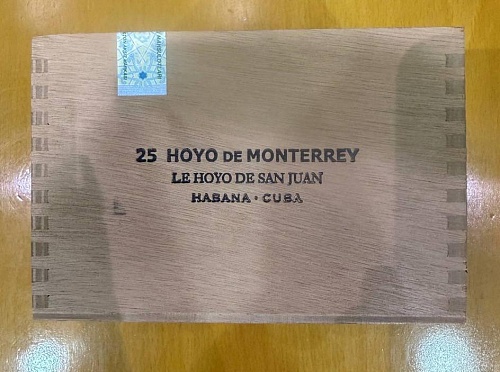 25 HOYO DE MONTERREY
LE HOYO DE SAN JUAN
HABANA · CUBA